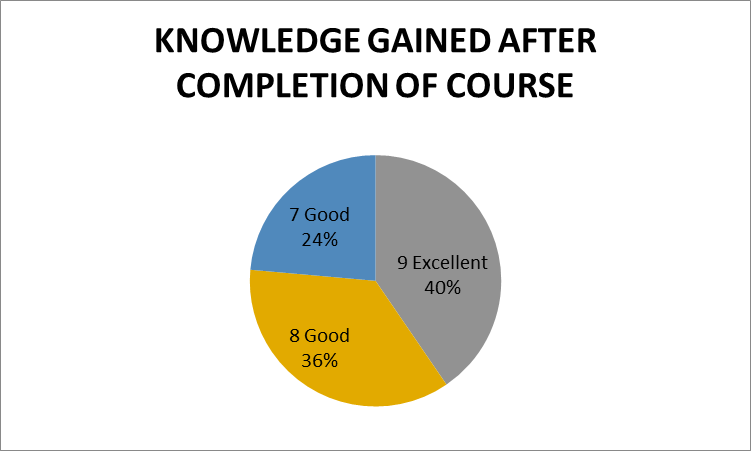 KNOWLEDGE GAINED AFTER
COMPLETION OF COURSE
7 Good
24%
9 Excellent
40%
8 Good
36%